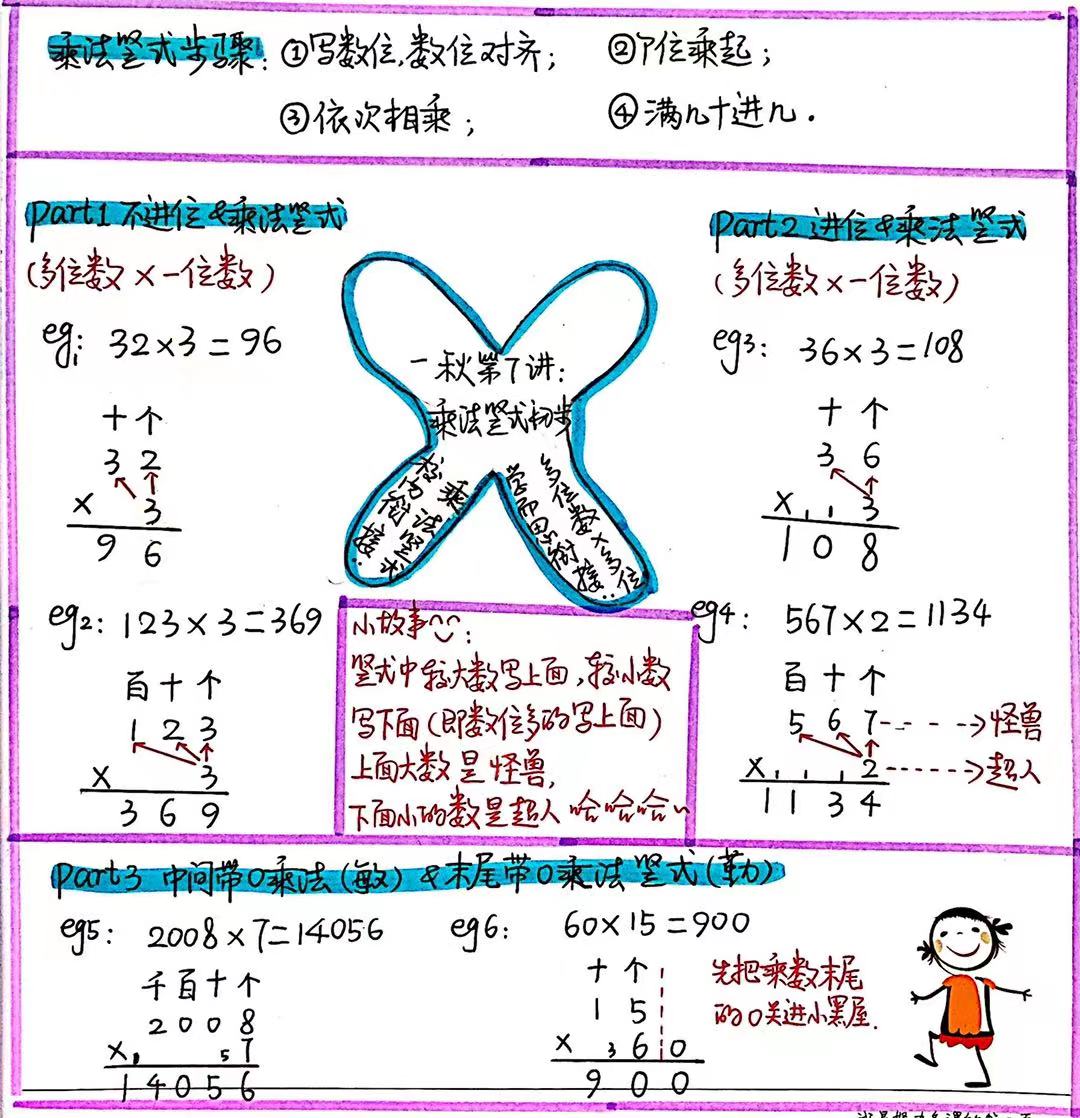 乘法竖式步骤：①写数位，数位对齐； ②个位乘起；
③依次相乘； ④满几十进几．
Part1 不进位&乘法竖式
（多位数×一位数）
eg1: 32×3=96
十 个
3 2
× 3
9 6
eg2: 123×3=369
百 十 个
1 2 3
× 3
3 6 9
一秋第7讲：
乘法竖式初步
校内衔接：
乘法竖式
学而思衔接：
多位数×多位
Part2 进位&乘法竖式
（多位数×一位数）
eg3: 36×3=108
十 个
3 6
× 1 1 3
1 0 8
eg4: 567×2=1134
百 十 个
5 6 7 → 怪兽
× 1 1 1 2 → 超人
1 1 3 4
小故事：
竖式中较大数写上面，较小数
写下面（即数位多的写上面）
上面大数是怪兽，
下面小的数是超人哈哈哈~
Part3 中间带0乘法（敏）&末尾带0乘法竖式（勤）
eg5: 2008×7=14056
千 百 十 个
2 0 0 8
× 1 5 7
1 4 0 5 6
eg6: 60×15=900
十 个
1 5
× 3 6 0
9 0 0
先把乘数末尾
的0关进小黑屋．